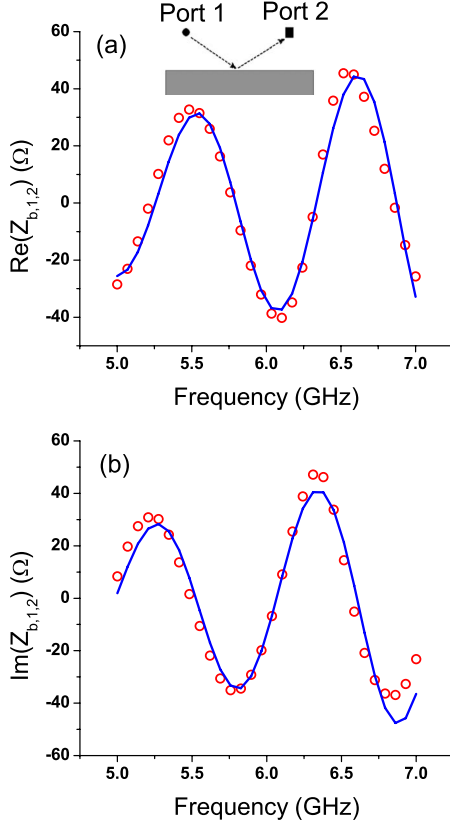 Port 1 Port 2
(a)
60
40
20
0
-20
-40
Re(Z_{b,1,2}) (Ω)
5.0 5.5 6.0 6.5 7.0
Frequency (GHz)
(b)
60
40
20
0
-20
-40
-60
Im(Z_{b,1,2}) (Ω)
5.0 5.5 6.0 6.5 7.0
Frequency (GHz)